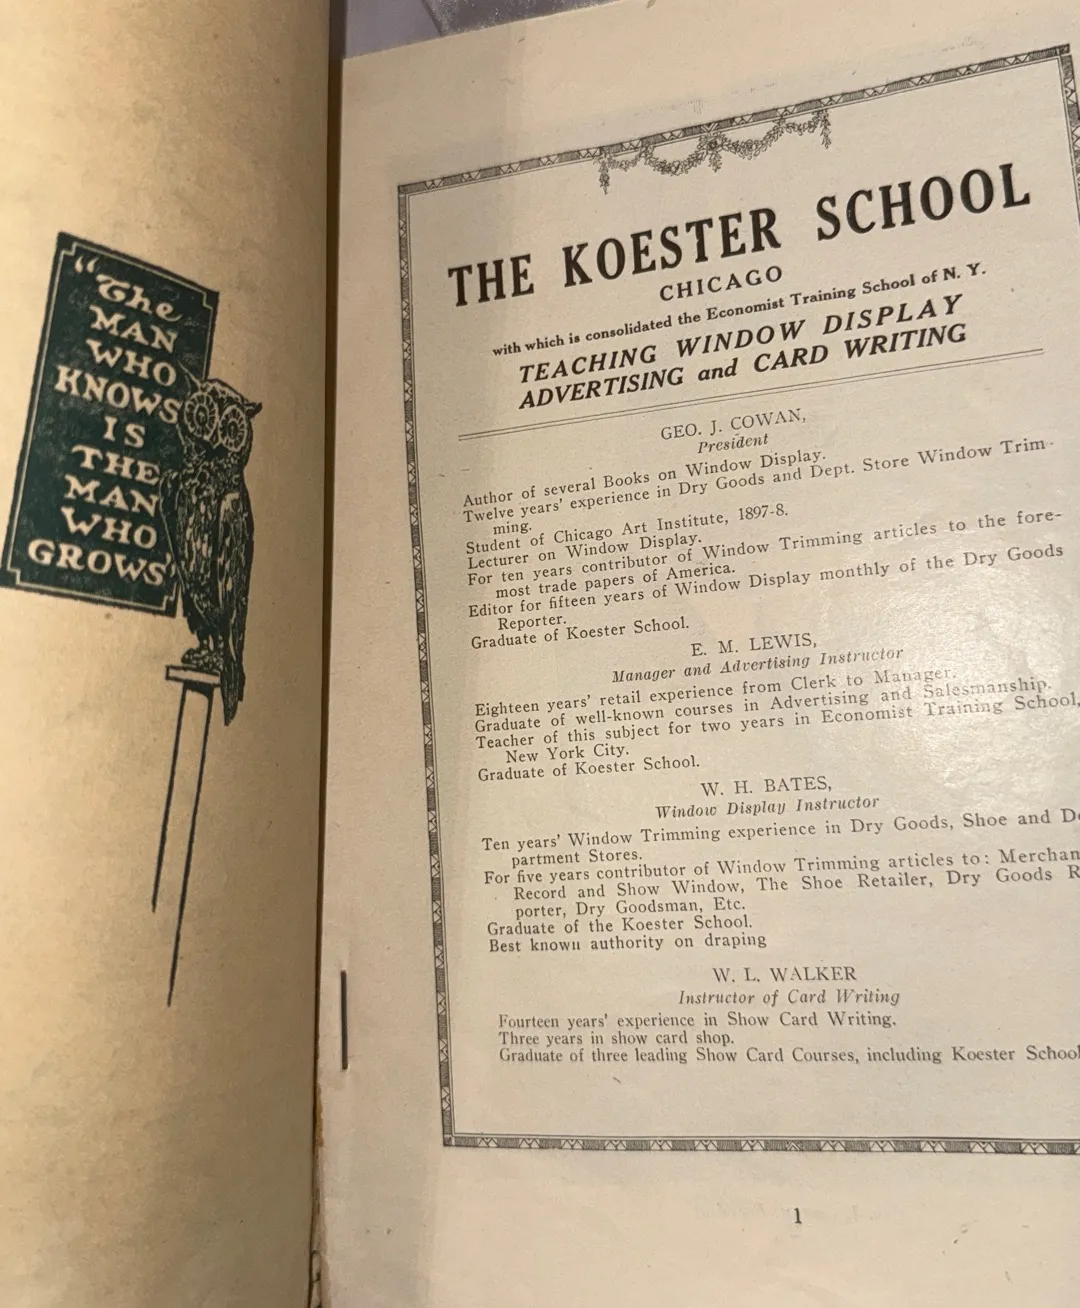 “The
MAN
WHO
KNOWS
IS
THE
MAN
WHO
GROWS”
THE KOESTER SCHOOL
CHICAGO
with which is consolidated the Economist Training School of N. Y.
TEACHING WINDOW DISPLAY
ADVERTISING and CARD WRITING
GEO. J. COWAN,
President
Author of several Books on Window Display.
Twelve years' experience in Dry Goods and Dept. Store Window Trim-
ming.
Student of Chicago Art Institute, 1897-8.
Lecturer on Window Display.
For ten years contributor of Window Trimming articles to the fore-
most trade papers of America.
Editor for fifteen years of Window Display monthly of the Dry Goods
Reporter.
Graduate of Koester School.
E. M. LEWIS,
Manager and Advertising Instructor
Eighteen years' retail experience from Clerk to Manager.
Graduate of well-known courses in Advertising and Salesmanship.
Teacher of this subject for two years in Economist Training School,
New York City.
Graduate of Koester School.
W. H. BATES,
Window Display Instructor
Ten years' Window Trimming experience in Dry Goods, Shoe and De
partment Stores.
For five years contributor of Window Trimming articles to: Merchan
Record and Show Window, The Shoe Retailer, Dry Goods R
porter, Dry Goodsman, Etc.
Graduate of the Koester School.
Best known authority on draping
W. L. WALKER
Instructor of Card Writing
Fourteen years' experience in Show Card Writing.
Three years in show card shop.
Graduate of three leading Show Card Courses, including Koester School
1